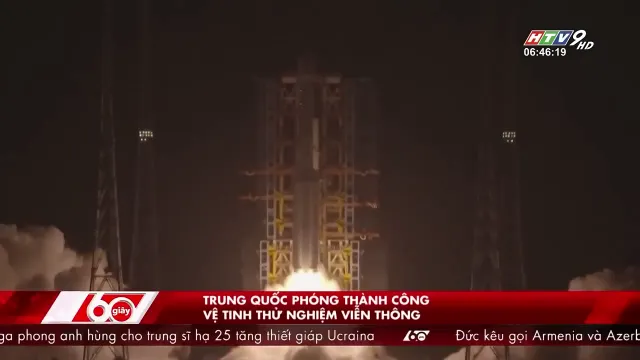 HTV9 HD
06:46:19
60 giây
TRUNG QUỐC PHÓNG THÀNH CÔNG
VỆ TINH THỬ NGHIỆM VIỄN THÔNG
ga phong anh hùng cho trung sĩ hạ 25 tăng thiết giáp Ucraina 60 Đức kêu gọi Armenia và Azerb